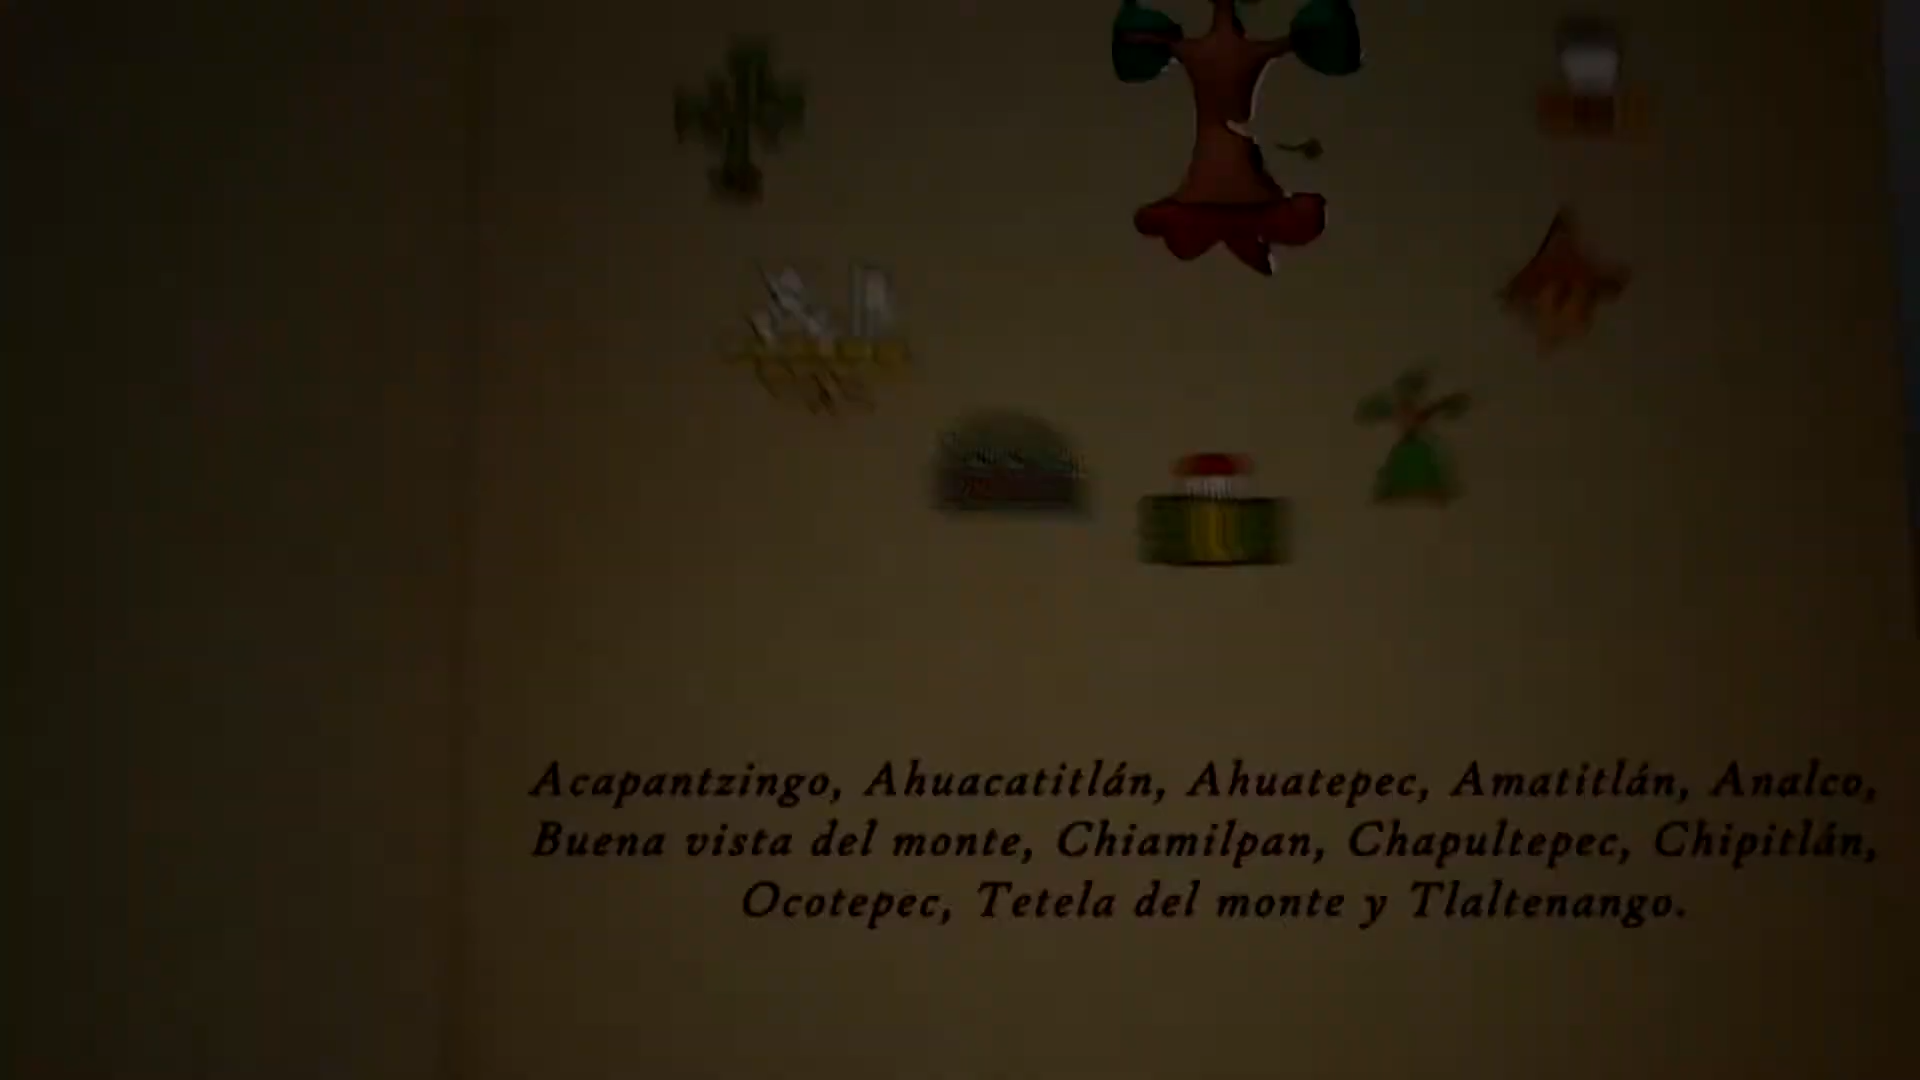 Acapantzingo, Ahuacatitlán, Ahuatepec, Amatitlán, Analco,
Buena vista del monte, Chiamilpan, Chapultepec, Chipitlán,
Ocotepec, Tetela del monte y Tlaltenango.